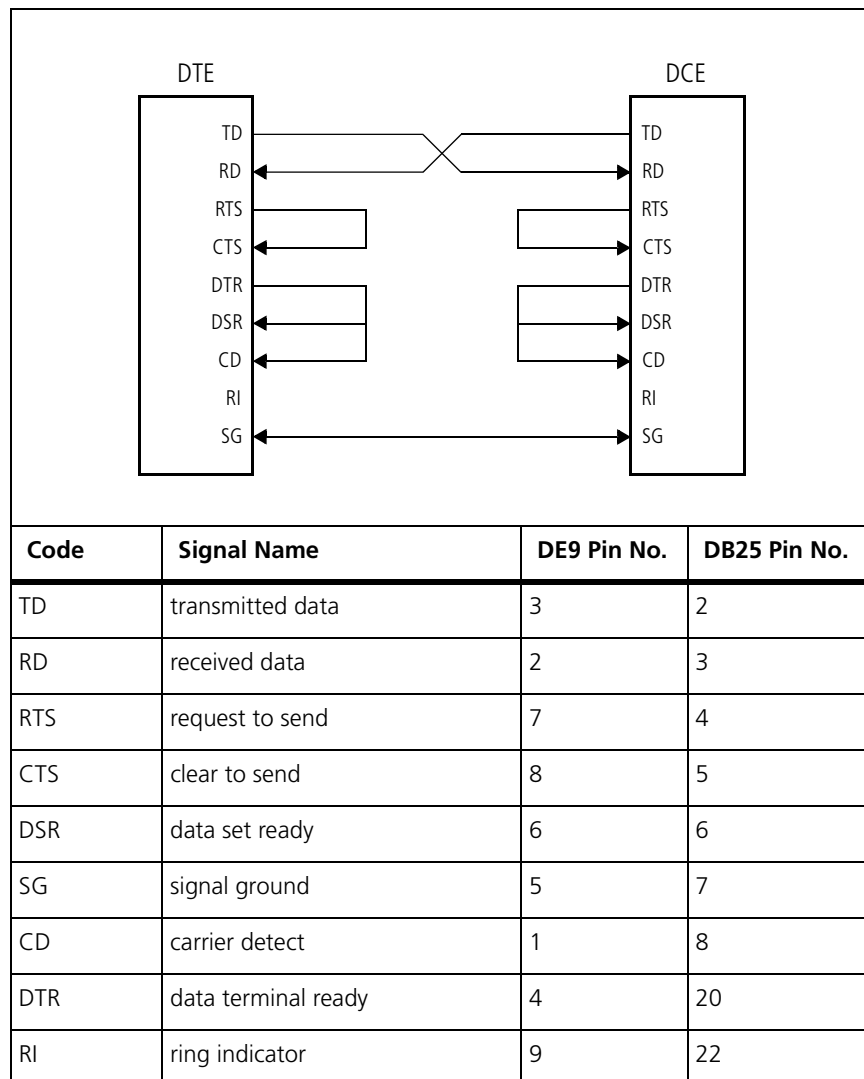 DTE DCE
TD TD
RD RD
RTS RTS
CTS CTS
DTR DTR
DSR DSR
CD CD
RI RI
SG SG
Code Signal Name DE9 Pin No. DB25 Pin No.
TD transmitted data 3 2
RD received data 2 3
RTS request to send 7 4
CTS clear to send 8 5
DSR data set ready 6 6
SG signal ground 5 7
CD carrier detect 1 8
DTR data terminal ready 4 20
RI ring indicator 9 22